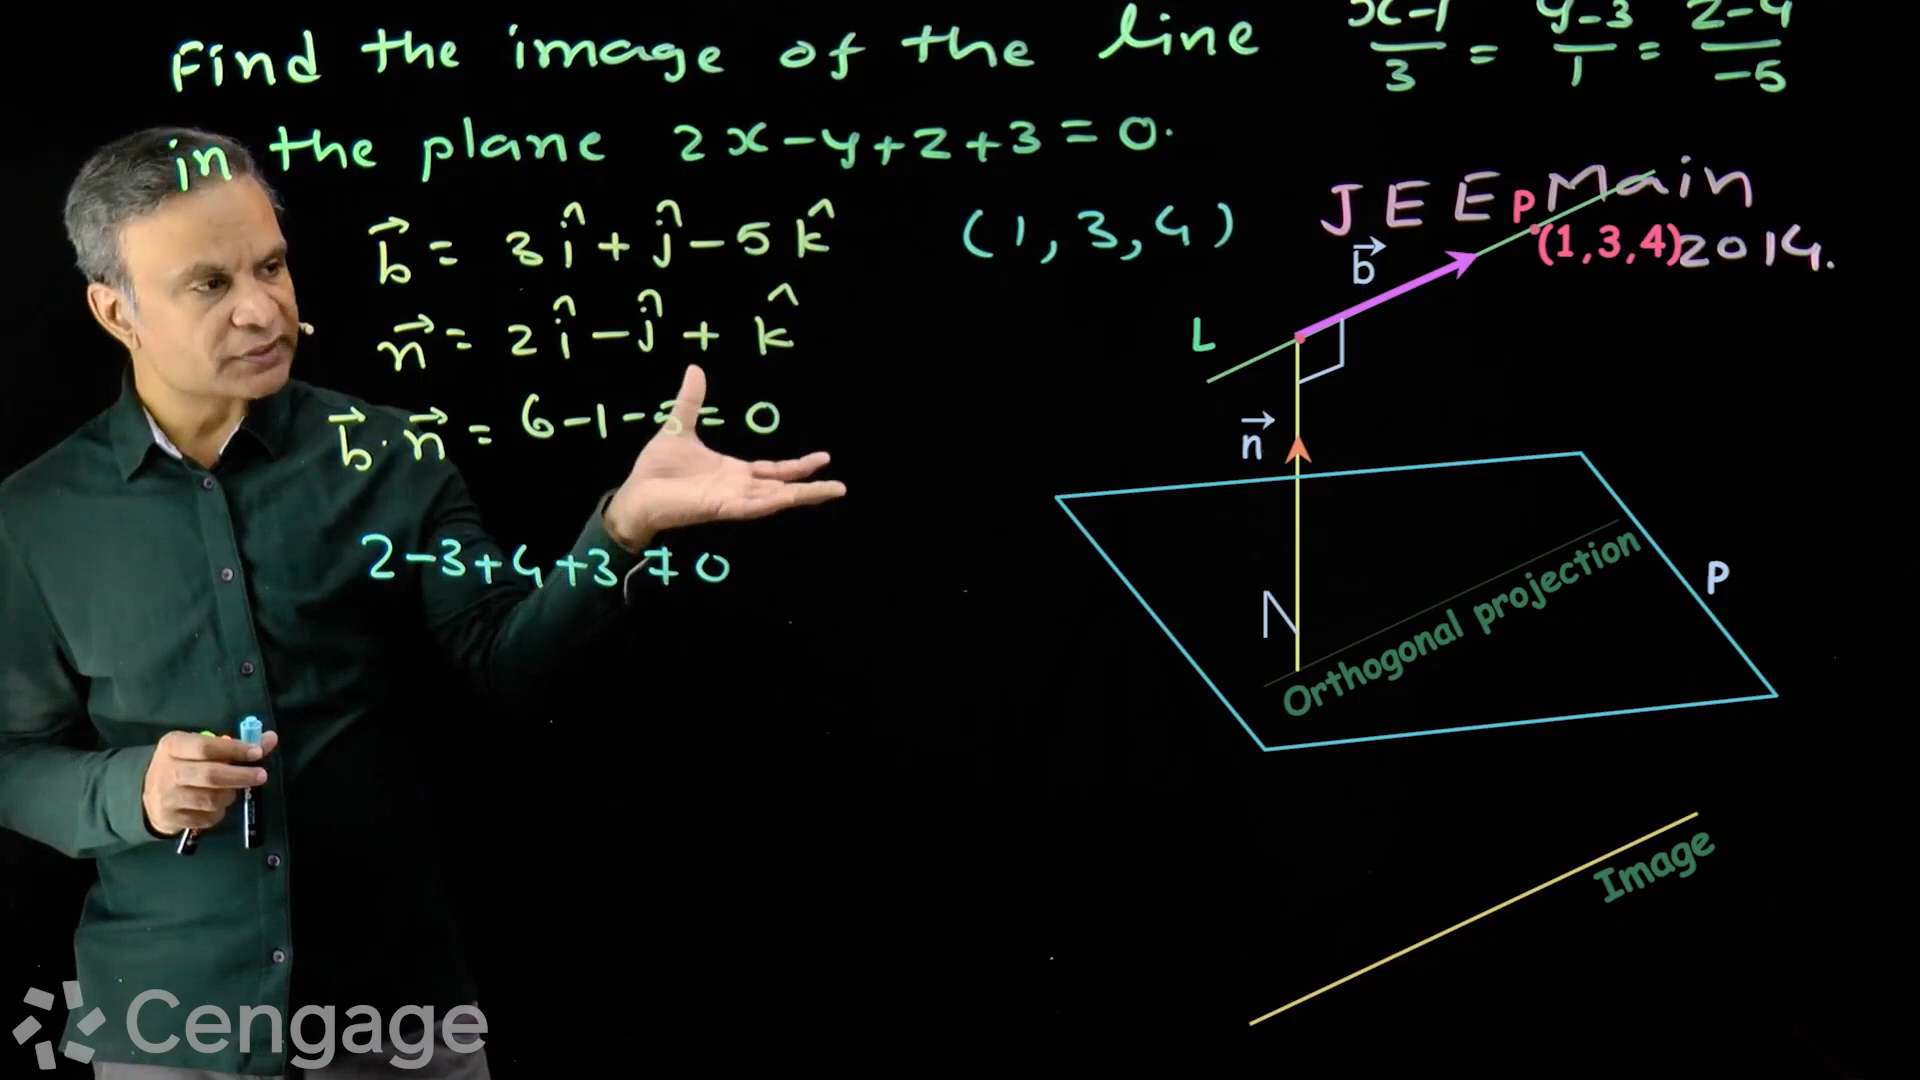 Find the image of the line x-1/3 = y-3/1 = z-4/-5
in the plane 2x-y+z+3=0.
JEE Main
2014.
b⃗ = 3î + ĵ - 5k̂
(1, 3, 4)
n⃗ = 2î - ĵ + k̂
b⃗ . n⃗ = 6-1-5 = 0
2-3+4+3 ≠ 0
P
(1,3,4)
b⃗
L
n⃗
P
N
Orthogonal projection
Image
Cengage